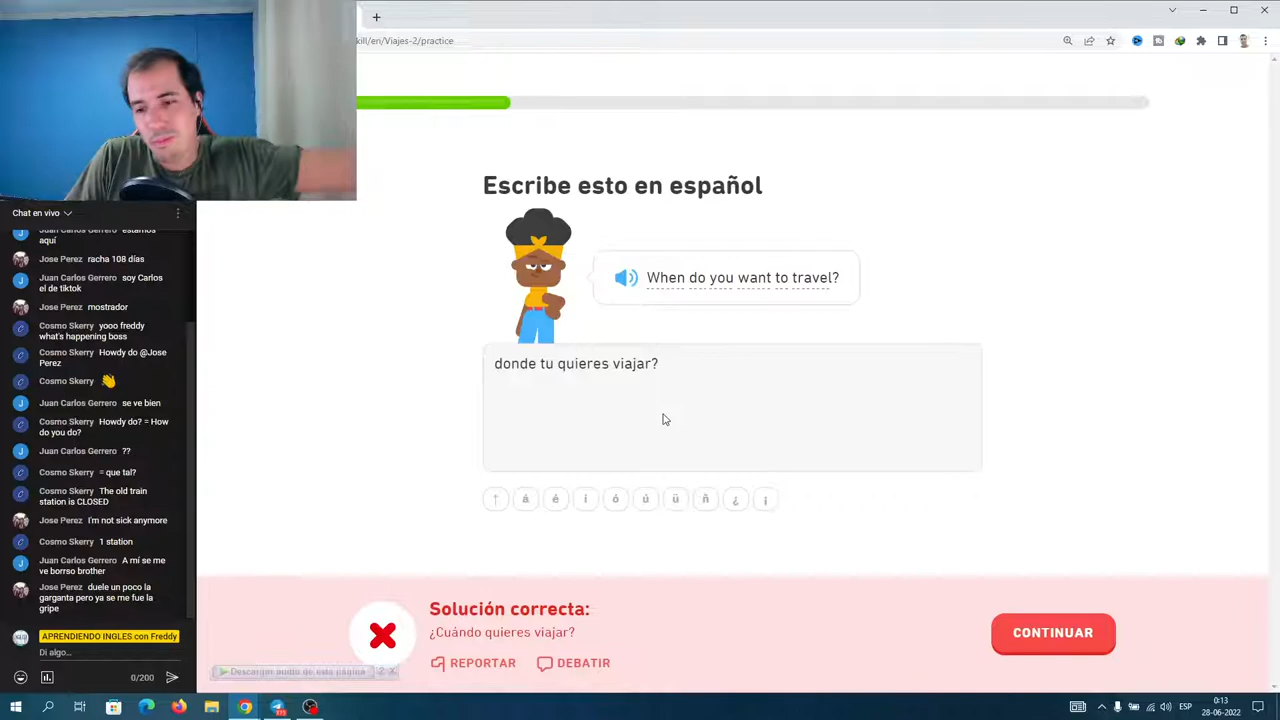 kill/en/Viajes-2/practice
Escribe esto en español
When do you want to travel?
donde tu quieres viajar?
↑ á é í ó ú ü ñ ¿ ¡
Solución correcta:
¿Cuándo quieres viajar?
REPORTAR DEBATIR
CONTINUAR
Chat en vivo
Juan Carlos Gerrero estamos
aquí
Jose Perez racha 108 días
Juan Carlos Gerrero soy Carlos
el de tiktok
Jose Perez mostrador
Cosmo Skerry yooo freddy
what's happening boss
Cosmo Skerry Howdy do @Jose
Perez
Cosmo Skerry 👋
Juan Carlos Gerrero se ve bien
Cosmo Skerry Howdy do? = How
do you do?
Juan Carlos Gerrero ??
Cosmo Skerry = que tal?
Cosmo Skerry The old train
station is CLOSED
Jose Perez I'm not sick anymore
Cosmo Skerry 1 station
Juan Carlos Gerrero A mí se me
ve borrso brother
Jose Perez duele un poco la
garganta pero ya se me fue la
gripe
APRENDIENDO INGLES con Freddy
Di algo...
0/200
Descargar audio de esta página ? X
ESP
0:13
28-06-2022